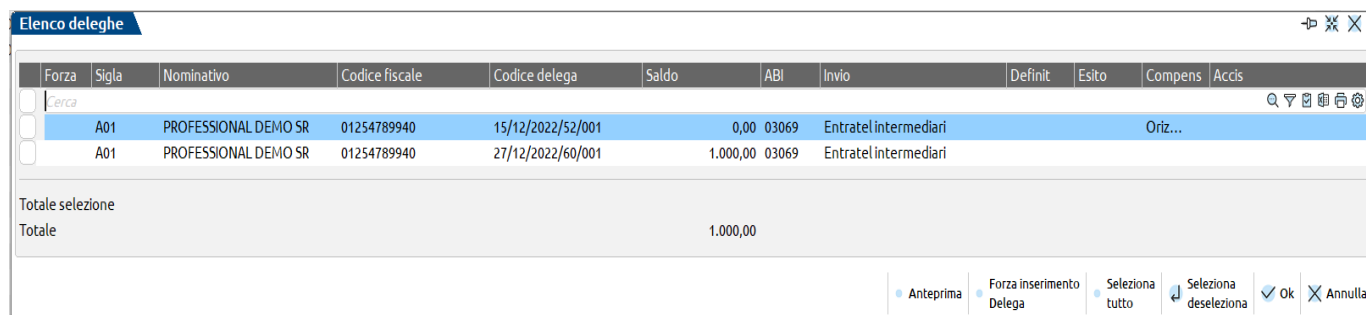 Elenco deleghe
Forza Sigla Nominativo Codice fiscale Codice delega Saldo ABI Invio Definit Esito Compens Accis
Cerca
A01 PROFESSIONAL DEMO SR 01254789940 15/12/2022/52/001 0,00 03069 Entratel intermediari Oriz...
A01 PROFESSIONAL DEMO SR 01254789940 27/12/2022/60/001 1.000,00 03069 Entratel intermediari
Totale selezione
Totale 1.000,00
Anteprima Forza inserimento Delega Seleziona tutto Seleziona deseleziona Ok Annulla